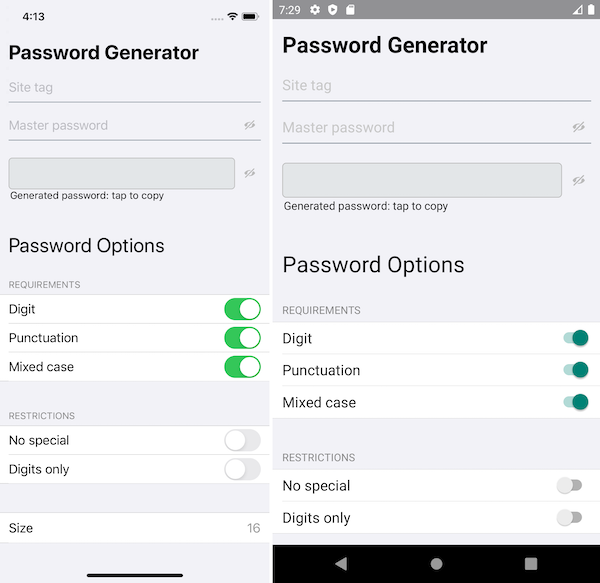 4:13
Password Generator
Site tag
Master password
Generated password: tap to copy
Password Options
REQUIREMENTS
Digit
Punctuation
Mixed case
RESTRICTIONS
No special
Digits only
Size 16
7:29
Password Generator
Site tag
Master password
Generated password: tap to copy
Password Options
REQUIREMENTS
Digit
Punctuation
Mixed case
RESTRICTIONS
No special
Digits only